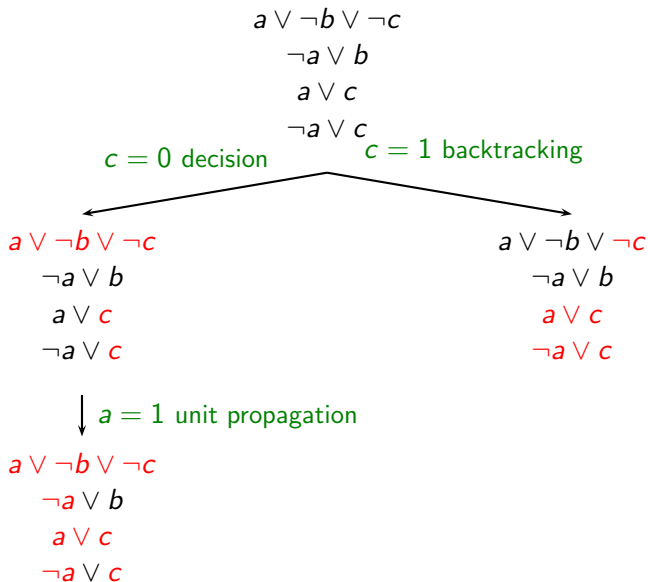 a ∨ ¬b ∨ ¬c
¬a ∨ b
a ∨ c
¬a ∨ c
c = 0 decision
c = 1 backtracking
a ∨ ¬b ∨ ¬c
¬a ∨ b
a ∨ c
¬a ∨ c
a ∨ ¬b ∨ ¬c
¬a ∨ b
a ∨ c
¬a ∨ c
a = 1 unit propagation
a ∨ ¬b ∨ ¬c
¬a ∨ b
a ∨ c
¬a ∨ c